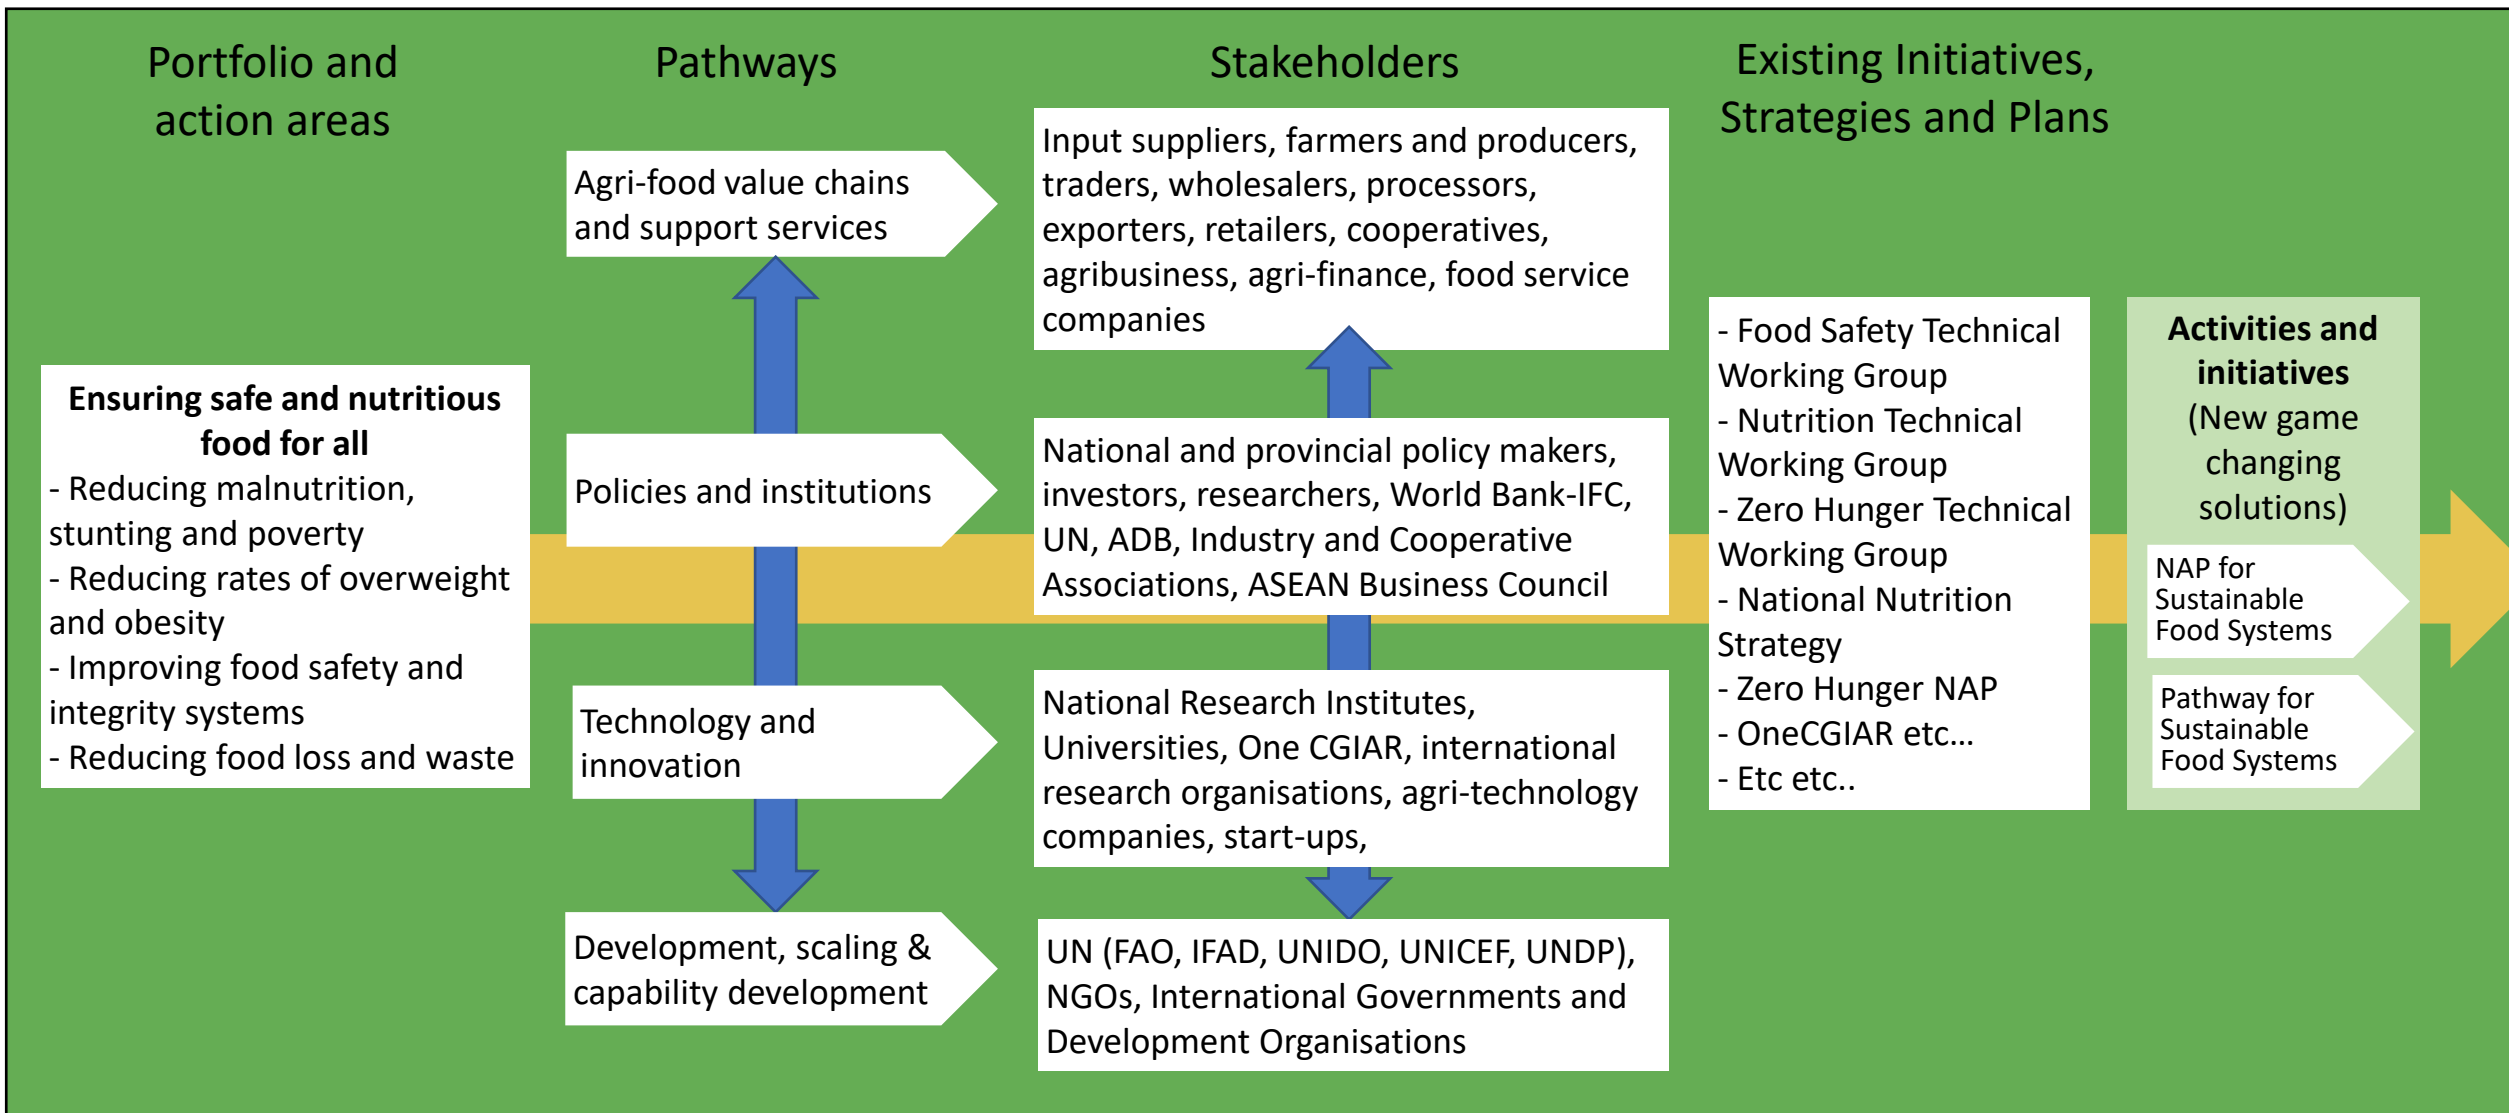 Portfolio and
action areas
Pathways
Stakeholders
Existing Initiatives,
Strategies and Plans
Ensuring safe and nutritious
food for all
- Reducing malnutrition,
stunting and poverty
- Reducing rates of overweight
and obesity
- Improving food safety and
integrity systems
- Reducing food loss and waste
Agri-food value chains
and support services
Policies and institutions
Technology and
innovation
Development, scaling &
capability development
Input suppliers, farmers and producers,
traders, wholesalers, processors,
exporters, retailers, cooperatives,
agribusiness, agri-finance, food service
companies
National and provincial policy makers,
investors, researchers, World Bank-IFC,
UN, ADB, Industry and Cooperative
Associations, ASEAN Business Council
National Research Institutes,
Universities, One CGIAR, international
research organisations, agri-technology
companies, start-ups,
UN (FAO, IFAD, UNIDO, UNICEF, UNDP),
NGOs, International Governments and
Development Organisations
- Food Safety Technical
Working Group
- Nutrition Technical
Working Group
- Zero Hunger Technical
Working Group
- National Nutrition
Strategy
- Zero Hunger NAP
- OneCGIAR etc...
- Etc etc..
Activities and
initiatives
(New game
changing
solutions)
NAP for
Sustainable
Food Systems
Pathway for
Sustainable
Food Systems